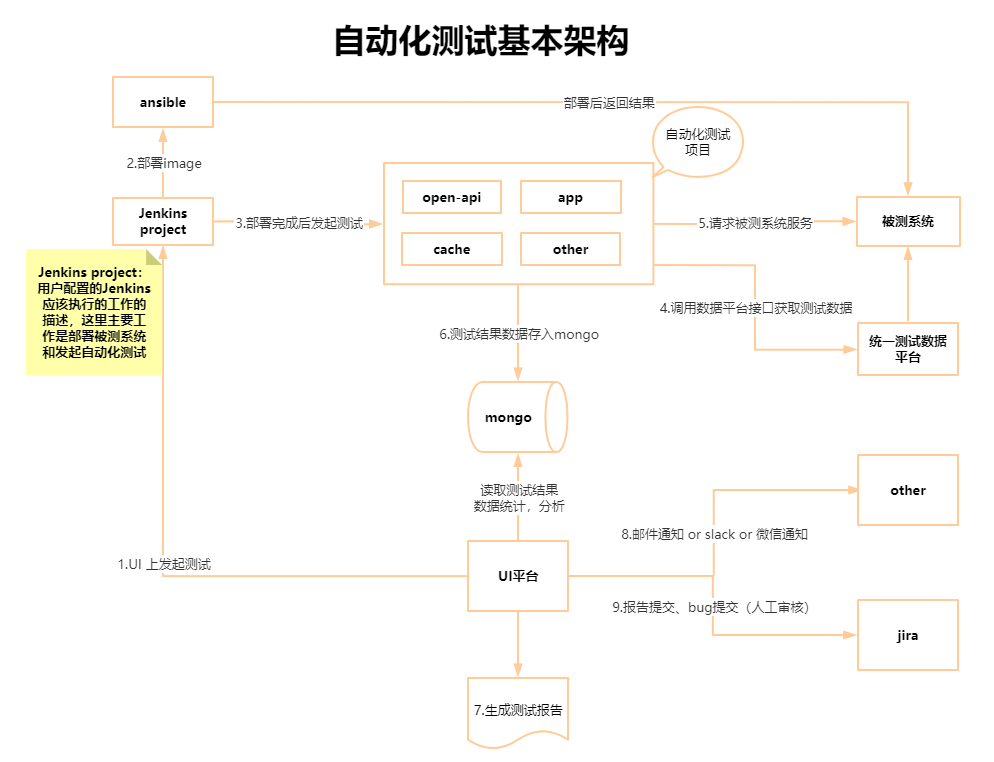 自动化测试基本架构
ansible
部署后返回结果
自动化测试
项目
2.部署image
open-api
app
Jenkins
project
3.部署完成后发起测试
5.请求被测系统服务
被测系统
cache
other
Jenkins project：
用户配置的Jenkins
应该执行的工作的
描述，这里主要工
作是部署被测系统
和发起自动化测试
4.调用数据平台接口获取测试数据
6.测试结果数据存入mongo
统一测试数据
平台
mongo
读取测试结果
数据统计，分析
other
8.邮件通知 or slack or 微信通知
1.UI 上发起测试
UI平台
9.报告提交、bug提交（人工审核）
jira
7.生成测试报告